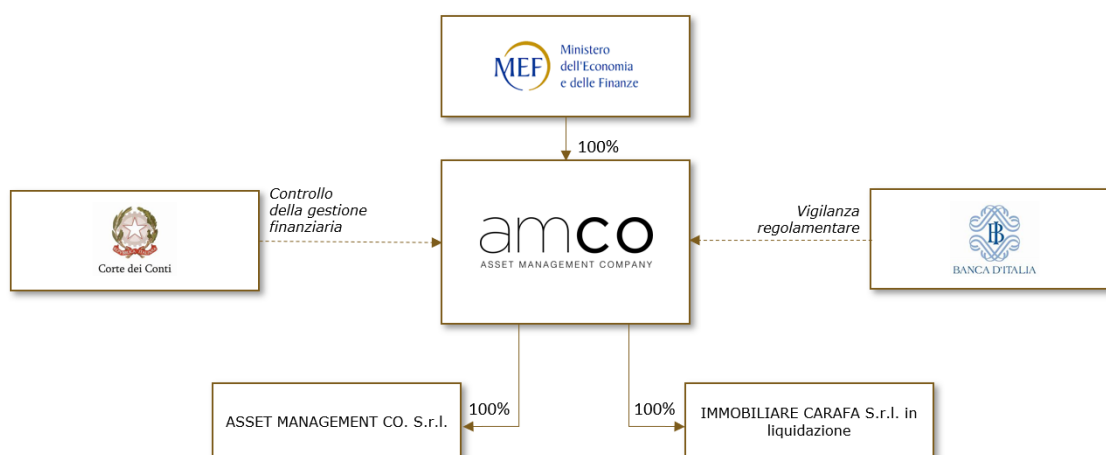 MEF
Ministero
dell'Economia
e delle Finanze
100%
Controllo
della gestione
finanziaria
Corte dei Conti
amco
ASSET MANAGEMENT COMPANY
Vigilanza
regolamentare
BANCA D'ITALIA
100%
100%
ASSET MANAGEMENT CO. S.r.l.
IMMOBILIARE CARAFA S.r.l. in
liquidazione